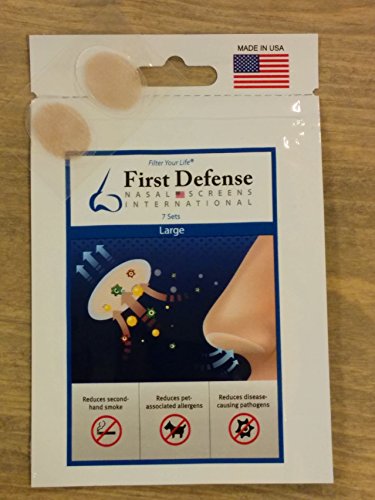 MADE IN USA
Filter Your Life®
First Defense
NASAL SCREENS
INTERNATIONAL
7 Sets
Large
Reduces second-
hand smoke
Reduces pet-
associated allergens
Reduces disease-
causing pathogens